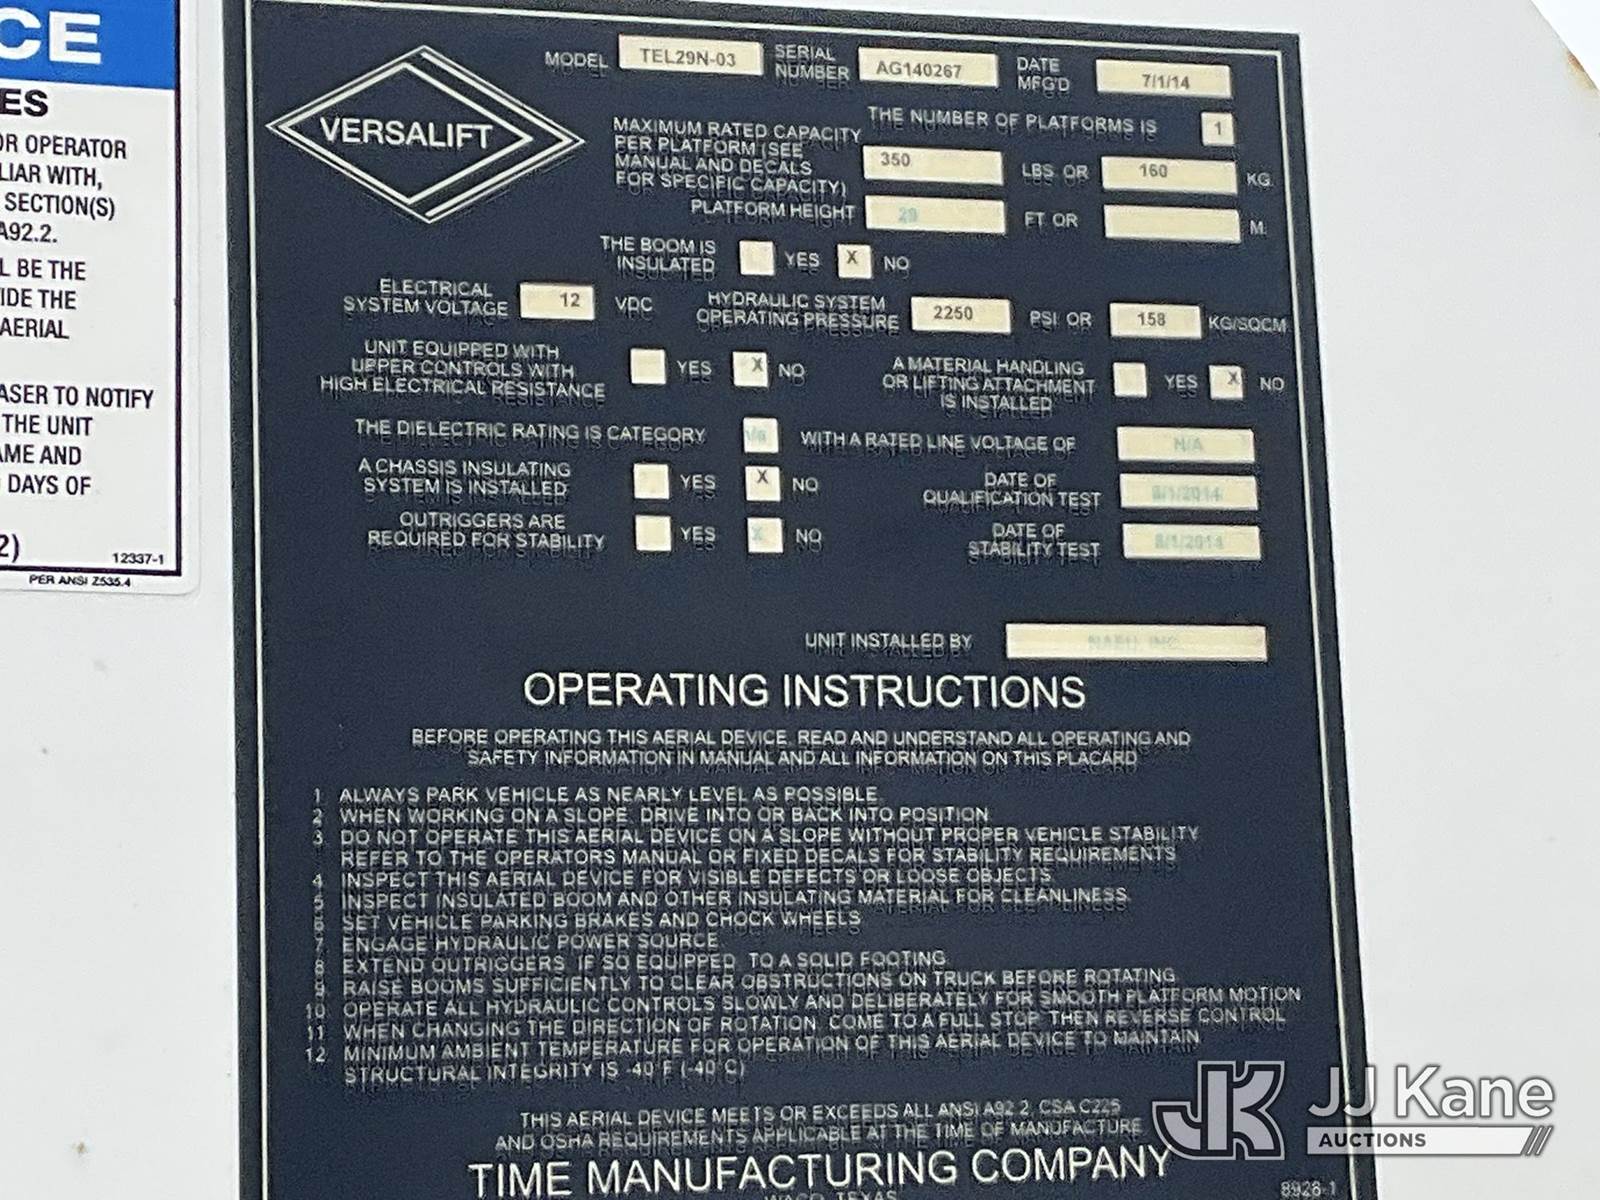 CE
ES
OR OPERATOR
LIAR WITH,
SECTION(S)
A92.2.
L BE THE
IDE THE
AERIAL
ASER TO NOTIFY
THE UNIT
AME AND
DAYS OF
2)
12337-1
PER ANSI Z535.4
VERSALIFT
MODEL TEL29N-03 SERIAL NUMBER AG140267 DATE MFG'D 7/1/14
THE NUMBER OF PLATFORMS IS 1
MAXIMUM RATED CAPACITY
PER PLATFORM (SEE
MANUAL AND DECALS
FOR SPECIFIC CAPACITY) 350 LBS OR 160 KG.
PLATFORM HEIGHT 29 FT OR M.
THE BOOM IS
INSULATED YES X NO
ELECTRICAL
SYSTEM VOLTAGE 12 VDC
HYDRAULIC SYSTEM
OPERATING PRESSURE 2250 PSI OR 158 KG/SQCM
UNIT EQUIPPED WITH
UPPER CONTROLS WITH
HIGH ELECTRICAL RESISTANCE YES X NO
A MATERIAL HANDLING
OR LIFTING ATTACHMENT
IS INSTALLED YES X NO
THE DIELECTRIC RATING IS CATEGORY WITH A RATED LINE VOLTAGE OF N/A
A CHASSIS INSULATING
SYSTEM IS INSTALLED YES X NO
DATE OF
QUALIFICATION TEST 8/1/2014
OUTRIGGERS ARE
REQUIRED FOR STABILITY YES X NO
DATE OF
STABILITY TEST 8/1/2014
UNIT INSTALLED BY
OPERATING INSTRUCTIONS
BEFORE OPERATING THIS AERIAL DEVICE, READ AND UNDERSTAND ALL OPERATING AND
SAFETY INFORMATION IN MANUAL AND ALL INFORMATION ON THIS PLACARD
1 ALWAYS PARK VEHICLE AS NEARLY LEVEL AS POSSIBLE.
2 WHEN WORKING ON A SLOPE, DRIVE INTO OR BACK INTO POSITION
3 DO NOT OPERATE THIS AERIAL DEVICE ON A SLOPE WITHOUT PROPER VEHICLE STABILITY
REFER TO THE OPERATORS MANUAL OR FIXED DECALS FOR STABILITY REQUIREMENTS
4 INSPECT THIS AERIAL DEVICE FOR VISIBLE DEFECTS OR LOOSE OBJECTS.
5 INSPECT INSULATED BOOM AND OTHER INSULATING MATERIAL FOR CLEANLINESS.
6 SET VEHICLE PARKING BRAKES AND CHOCK WHEELS
7 ENGAGE HYDRAULIC POWER SOURCE.
8 EXTEND OUTRIGGERS, IF SO EQUIPPED, TO A SOLID FOOTING
9 RAISE BOOMS SUFFICIENTLY TO CLEAR OBSTRUCTIONS ON TRUCK BEFORE ROTATING.
10 OPERATE ALL HYDRAULIC CONTROLS SLOWLY AND DELIBERATELY FOR SMOOTH PLATFORM MOTION
11 WHEN CHANGING THE DIRECTION OF ROTATION, COME TO A FULL STOP, THEN REVERSE CONTROL
12 MINIMUM AMBIENT TEMPERATURE FOR OPERATION OF THIS AERIAL DEVICE TO MAINTAIN
STRUCTURAL INTEGRITY IS -40°F (-40°C)
THIS AERIAL DEVICE MEETS OR EXCEEDS ALL ANSI A92.2, CSA C225
AND OSHA REQUIREMENTS APPLICABLE AT THE TIME OF MANUFACTURE
TIME MANUFACTURING COMPANY
WACO, TEXAS
8928-1
JK JJ Kane
AUCTIONS